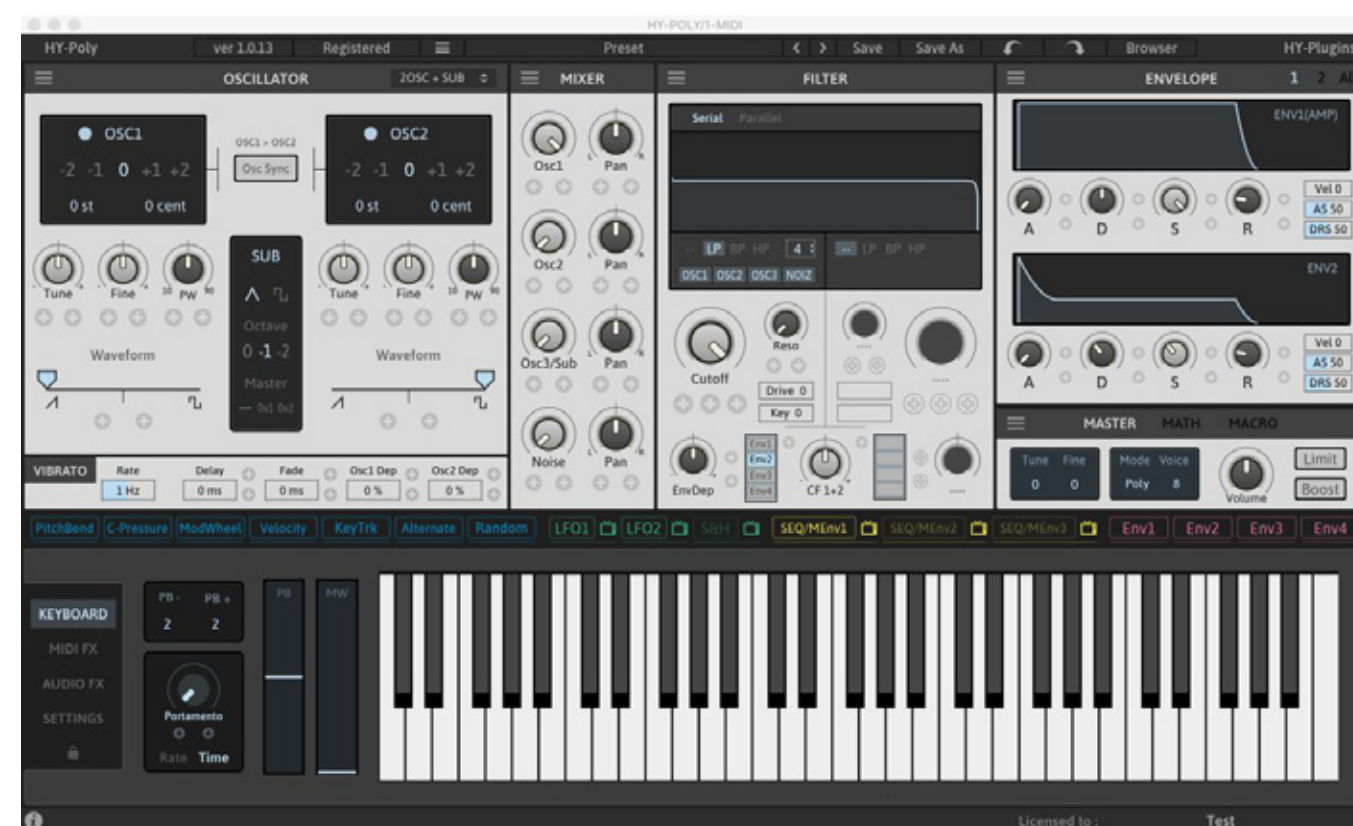 HY-POLY/1-MIDI
HY-Poly ver 1.0.13 Registered Preset < > Save Save As Browser HY-Plugins
OSCILLATOR 2OSC + SUB MIXER FILTER ENVELOPE 1 2 Al
OSC1
-2 -1 0 +1 +2
0 st 0 cent
OSC1 > OSC2
Osc Sync
OSC2
-2 -1 0 +1 +2
0 st 0 cent
Tune Fine 10 PW 90
SUB
Octave
0 -1 -2
Master
--- Os1 Os2
Tune Fine 10 PW 90
Waveform
Waveform
VIBRATO
Rate Delay Fade Osc1 Dep Osc2 Dep
1 Hz 0 ms 0 ms 0 % 0 %
Osc1 L Pan R
Osc2 L Pan R
Osc3/Sub L Pan R
Noise L Pan R
Serial Parallel
-- LP BP HP 4 -- LP BP HP
OSC1 OSC2 OSC3 NOIZ
Cutoff
Reso
Drive 0
Key 0
----
----
EnvDep
Env1
Env2
Env3
Env4
CF 1+2
----
ENV1(AMP)
A D S R
Vel 0
AS 50
DRS 50
ENV2
A D S R
Vel 0
AS 50
DRS 50
MASTER MATH MACRO
Tune Fine
0 0
Mode Voice
Poly 8
Volume
Limit
Boost
PitchBend C-Pressure ModWheel Velocity KeyTrk Alternate Random LFO1 LFO2 S&H SEQ/MEnv1 SEQ/MEnv2 SEQ/MEnv3 Env1 Env2 Env3 Env4
KEYBOARD
MIDI FX
AUDIO FX
SETTINGS
PB - PB +
2 2
Portamento
Rate Time
PB MW
Licensed to : Test